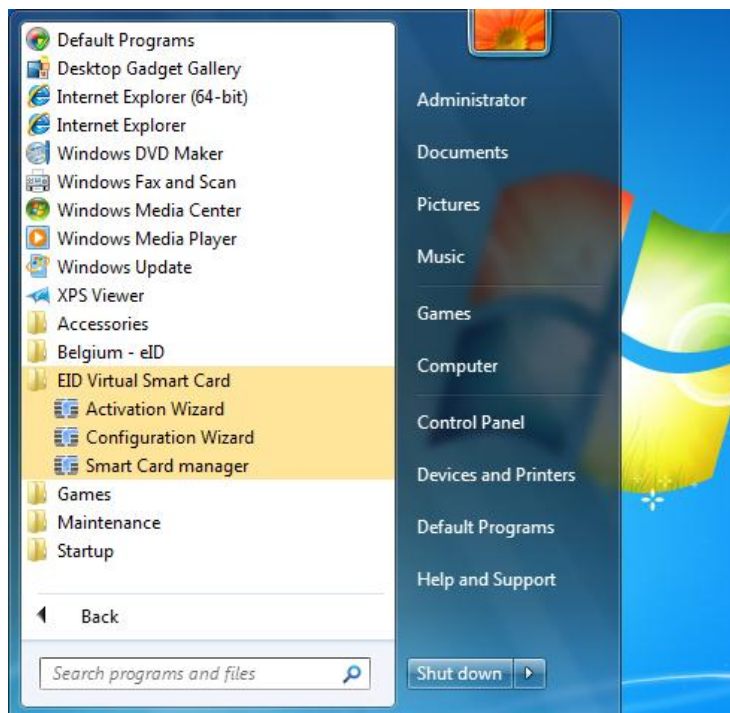 Default Programs
Desktop Gadget Gallery
Internet Explorer (64-bit)
Internet Explorer
Windows DVD Maker
Windows Fax and Scan
Windows Media Center
Windows Media Player
Windows Update
XPS Viewer
Accessories
Belgium - eID
EID Virtual Smart Card
Activation Wizard
Configuration Wizard
Smart Card manager
Games
Maintenance
Startup
Back
Search programs and files
Administrator
Documents
Pictures
Music
Games
Computer
Control Panel
Devices and Printers
Default Programs
Help and Support
Shut down